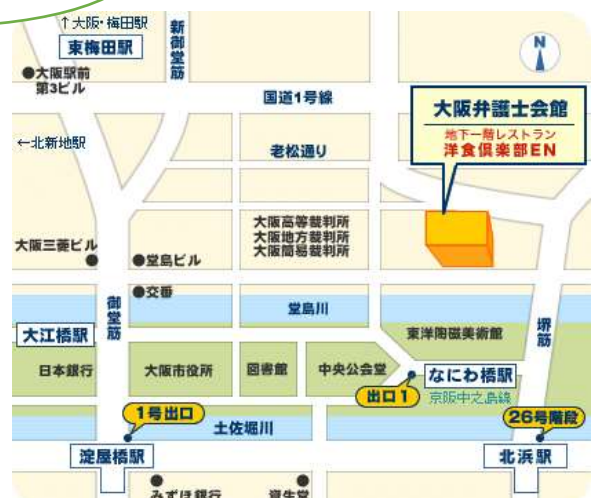 ↑大阪・梅田駅
東梅田駅
新御堂筋
N
●大阪駅前
第3ビル
国道1号線
大阪弁護士会館
地下一階レストラン
洋食倶楽部EN
←北新地駅
老松通り
大阪高等裁判所
大阪地方裁判所
大阪簡易裁判所
大阪三菱ビル
●堂島ビル
●交番
御堂筋
堂島川
堺筋
大江橋駅
東洋陶磁美術館
日本銀行
大阪市役所
図書館
中央公会堂
なにわ橋駅
出口1
京阪中之島線
1号出口
土佐堀川
26号階段
淀屋橋駅
北浜駅
みずほ銀行
資生堂